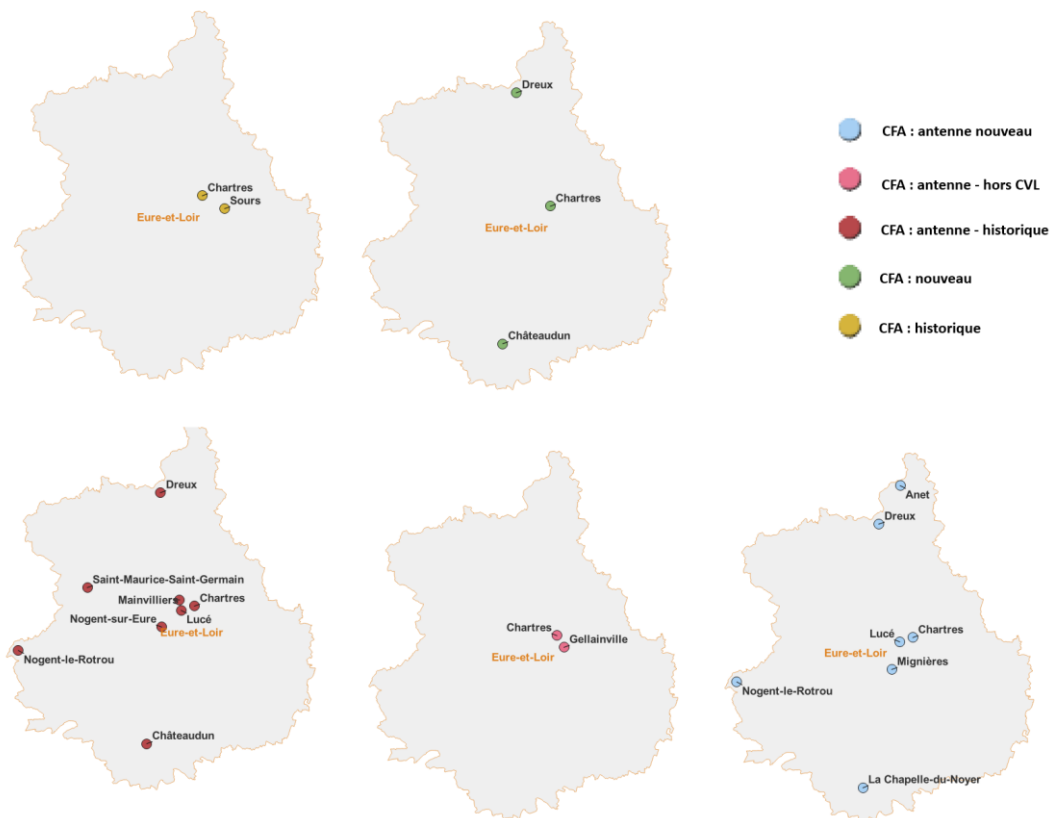 Chartres
Sours
Eure-et-Loir
Dreux
Chartres
Eure-et-Loir
Châteaudun
CFA : antenne nouveau
CFA : antenne - hors CVL
CFA : antenne - historique
CFA : nouveau
CFA : historique
Dreux
Saint-Maurice-Saint-Germain
Mainvilliers
Chartres
Lucé
Nogent-sur-Eure
Eure-et-Loir
Nogent-le-Rotrou
Châteaudun
Chartres
Gellainville
Eure-et-Loir
Anet
Dreux
Lucé
Chartres
Eure-et-Loir
Mignières
Nogent-le-Rotrou
La Chapelle-du-Noyer